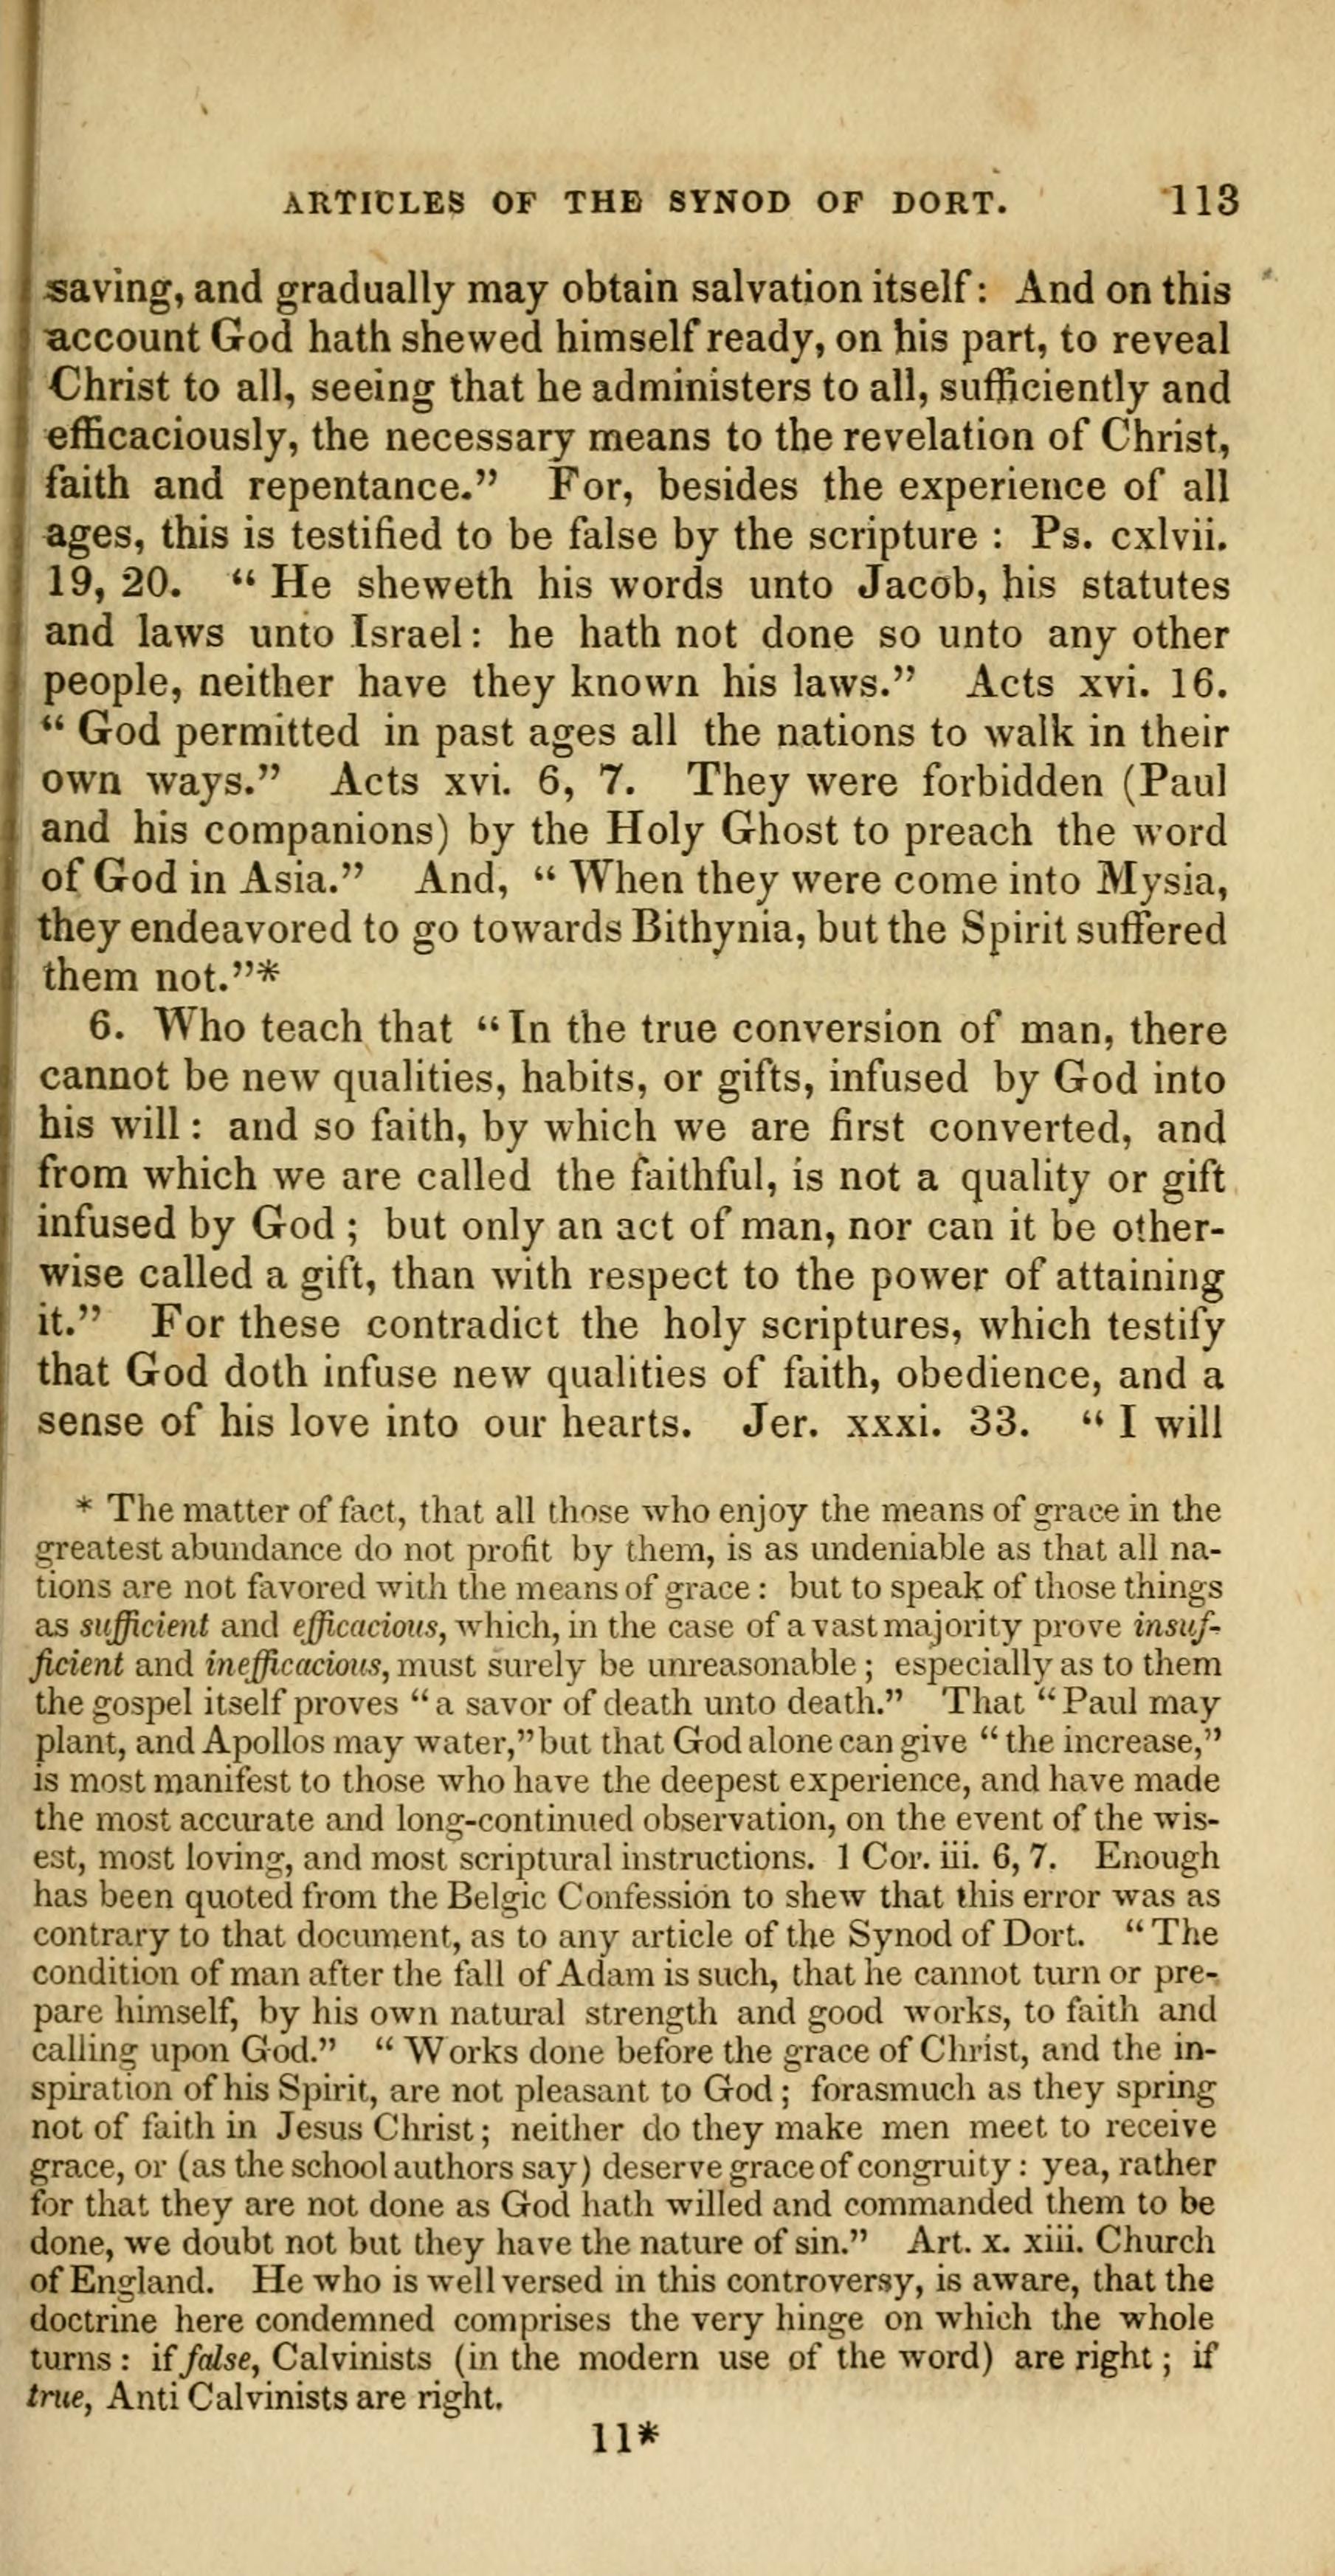 ARTICLES OF THE SYNOD OF DORT. 113
saving, and gradually may obtain salvation itself: And on this
account God hath shewed himself ready, on his part, to reveal
Christ to all, seeing that he administers to all, sufficiently and
efficaciously, the necessary means to the revelation of Christ,
faith and repentance.” For, besides the experience of all
ages, this is testified to be false by the scripture : Ps. cxlvii.
19, 20. “ He sheweth his words unto Jacob, his statutes
and laws unto Israel: he hath not done so unto any other
people, neither have they known his laws.” Acts xvi. 16.
“ God permitted in past ages all the nations to walk in their
own ways.” Acts xvi. 6, 7. They were forbidden (Paul
and his companions) by the Holy Ghost to preach the word
of God in Asia.” And, “ When they were come into Mysia,
they endeavored to go towards Bithynia, but the Spirit suffered
them not.”*
6. Who teach that “ In the true conversion of man, there
cannot be new qualities, habits, or gifts, infused by God into
his will : and so faith, by which we are first converted, and
from which we are called the faithful, is not a quality or gift
infused by God ; but only an act of man, nor can it be other-
wise called a gift, than with respect to the power of attaining
it.” For these contradict the holy scriptures, which testify
that God doth infuse new qualities of faith, obedience, and a
sense of his love into our hearts. Jer. xxxi. 33. “ I will
* The matter of fact, that all those who enjoy the means of grace in the
greatest abundance do not profit by them, is as undeniable as that all na-
tions are not favored with the means of grace : but to speak of those things
as sufficient and efficacious, which, in the case of a vast majority prove insuf-
ficient and inefficacious, must surely be unreasonable ; especially as to them
the gospel itself proves “ a savor of death unto death.” That “ Paul may
plant, and Apollos may water,” but that God alone can give “ the increase,”
is most manifest to those who have the deepest experience, and have made
the most accurate and long-continued observation, on the event of the wis-
est, most loving, and most scriptural instructions. 1 Cor. iii. 6, 7. Enough
has been quoted from the Belgic Confession to shew that this error was as
contrary to that document, as to any article of the Synod of Dort. “ The
condition of man after the fall of Adam is such, that he cannot turn or pre-
pare himself, by his own natural strength and good works, to faith and
calling upon God.” “ Works done before the grace of Christ, and the in-
spiration of his Spirit, are not pleasant to God ; forasmuch as they spring
not of faith in Jesus Christ ; neither do they make men meet to receive
grace, or (as the school authors say) deserve grace of congruity : yea, rather
for that they are not done as God hath willed and commanded them to be
done, we doubt not but they have the nature of sin.” Art. x. xiii. Church
of England. He who is well versed in this controversy, is aware, that the
doctrine here condemned comprises the very hinge on which the whole
turns : if false, Calvinists (in the modern use of the word) are right ; if
true, Anti Calvinists are right.
11*